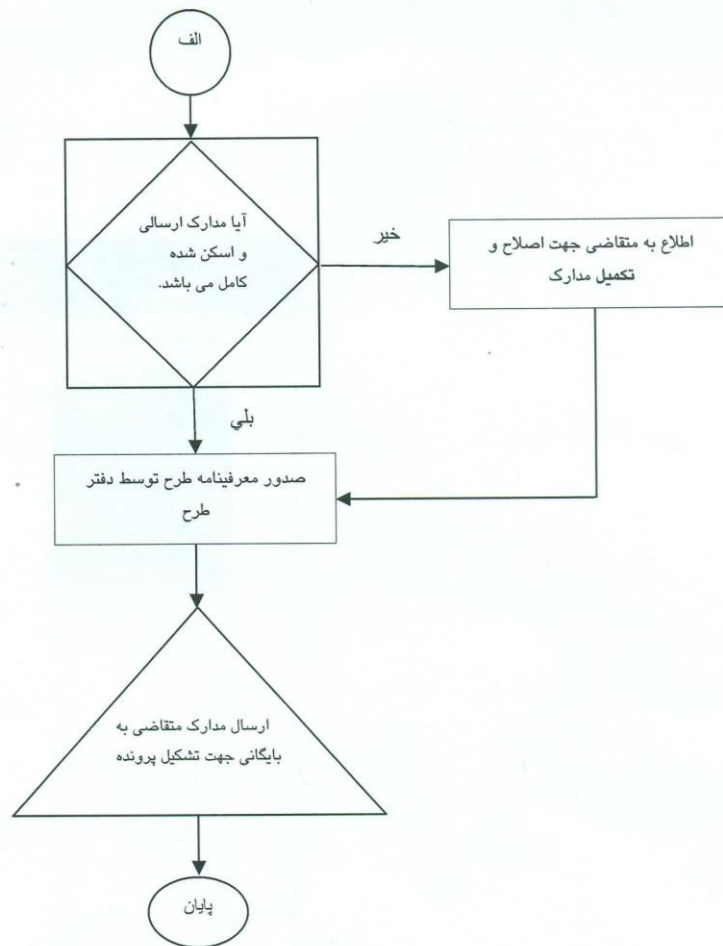 الف
آیا مدارک ارسالی
و اسکن شده
کامل می باشد.
خیر
اطلاع به متقاضی جهت اصلاح و
تکمیل مدارک
بلي
صدور معرفینامه طرح توسط دفتر
طرح
ارسال مدارک متقاضی به
بایگانی جهت تشکیل پرونده
پایان